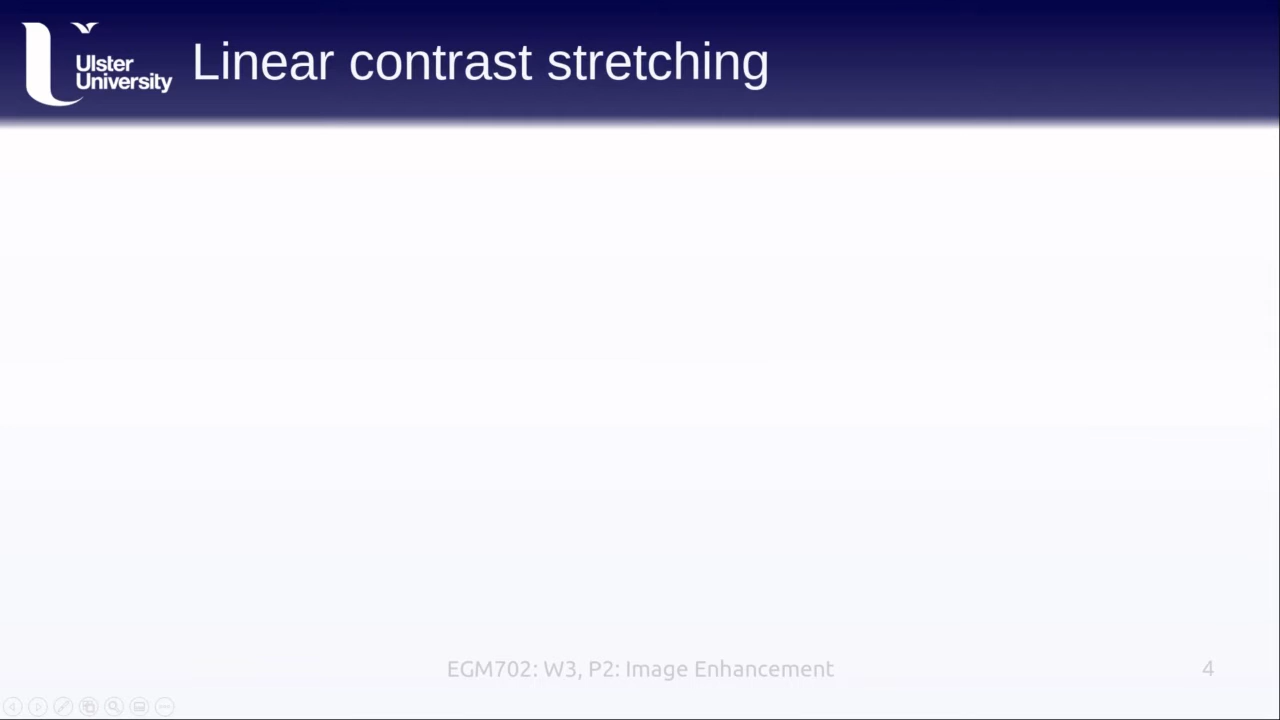 Ulster
University
Linear contrast stretching
EGM702: W3, P2: Image Enhancement
4